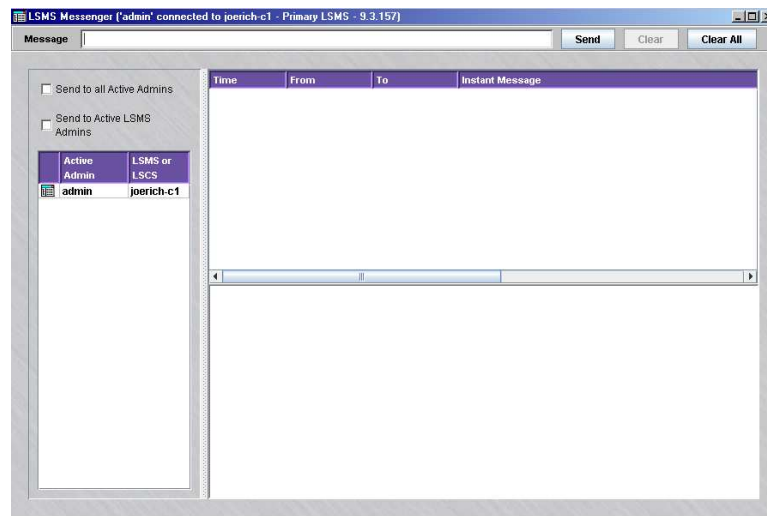 LSMS Messenger ('admin' connected to joerich-c1 - Primary LSMS - 9.3.157)
Message Send Clear Clear All
Send to all Active Admins
Send to Active LSMS
Admins
Active Admin LSMS or LSCS
admin joerich-c1
Time From To Instant Message